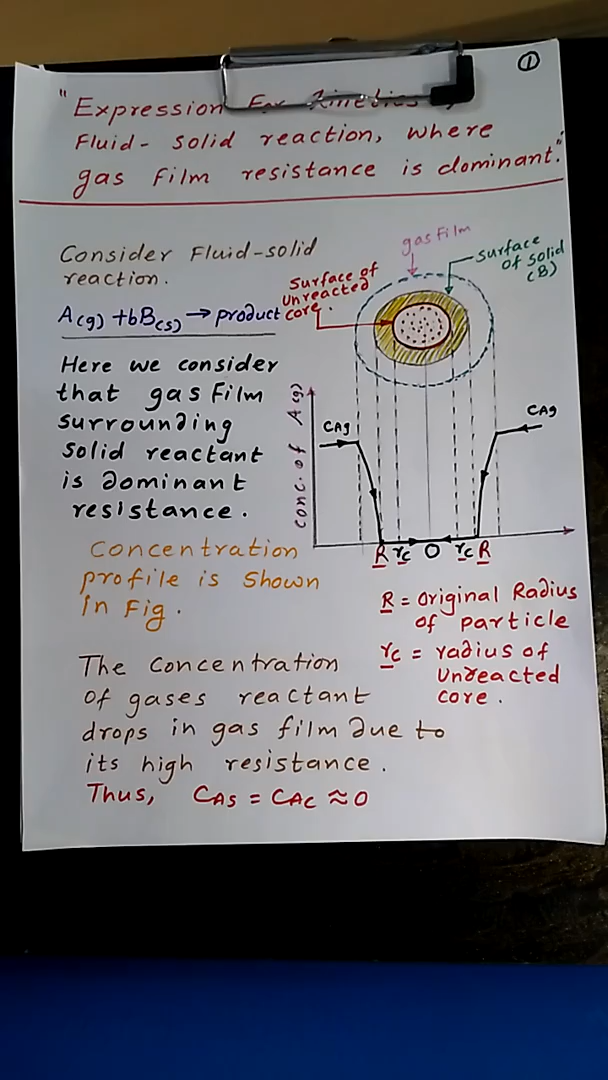 ①
"Expression For Kinetics
Fluid- solid reaction, where
gas Film resistance is dominant."
Consider Fluid-solid
reaction.
A(g) + bB(s) → product
Here we consider
that gas Film
surrounding
solid reactant
is dominant
resistance.
Concentration
profile is Shown
in Fig.
gas Film
surface
of solid
(B)
Surface of
Unreacted
core.
conc. of A(g)
CAg
CAg
R rc O rc R
R = Original Radius
of particle
rc = radius of
Unreacted
core.
The Concentration
of gases reactant
drops in gas film due to
its high resistance.
Thus, CAS = CAC ≈ 0